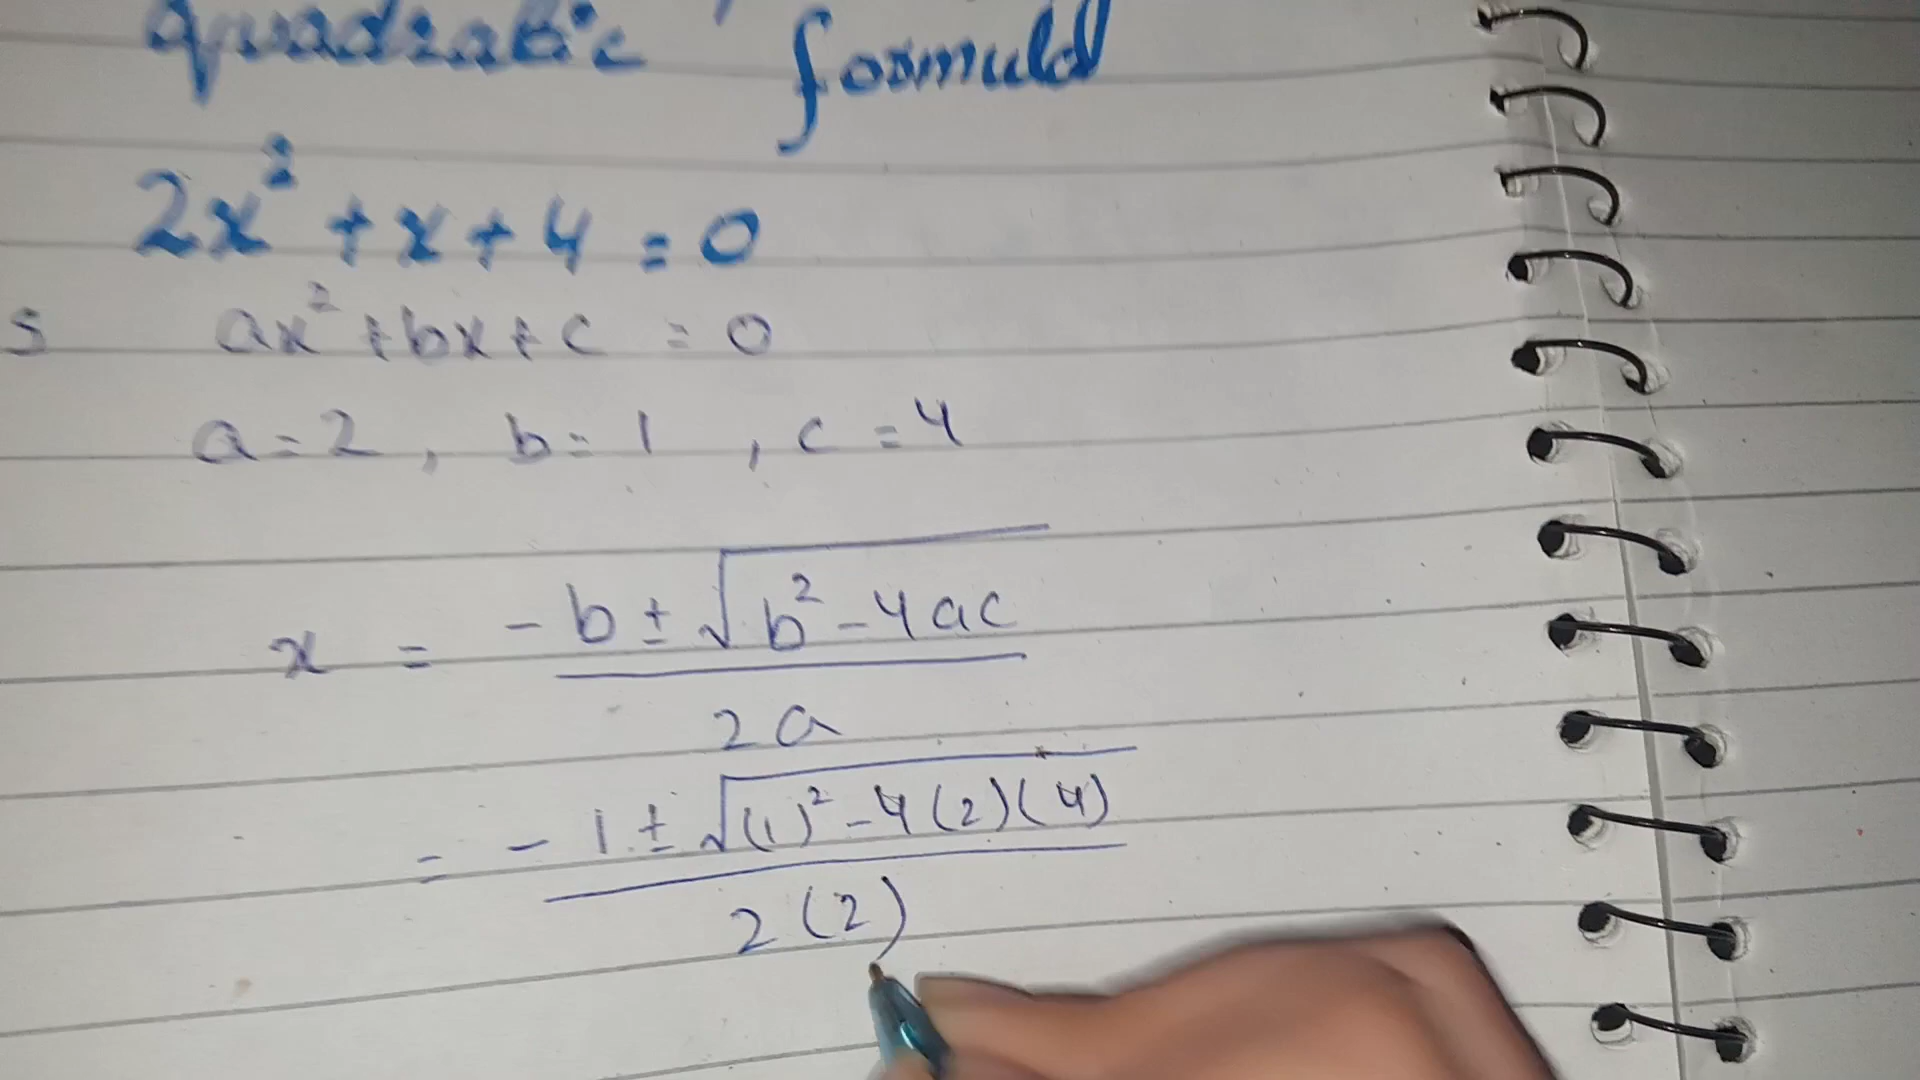 quadratic formula
2x² + x + 4 = 0
s ax² + bx + c = 0
a = 2 , b = 1 , c = 4
x = -b ± √(b² - 4ac) / 2a
= -1 ± √((1)² - 4(2)(4)) / 2(2)